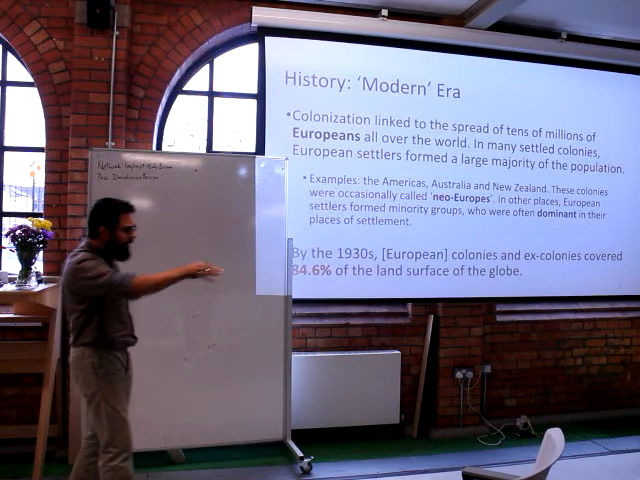 History: ‘Modern’ Era
•Colonization linked to the spread of tens of millions of
Europeans all over the world. In many settled colonies,
European settlers formed a large majority of the population.
• Examples: the Americas, Australia and New Zealand. These colonies
were occasionally called ‘neo-Europes’. In other places, European
settlers formed minority groups, who were often dominant in their
places of settlement.
By the 1930s, [European] colonies and ex-colonies covered
84.6% of the land surface of the globe.
Network: Impact Hub
Pass: